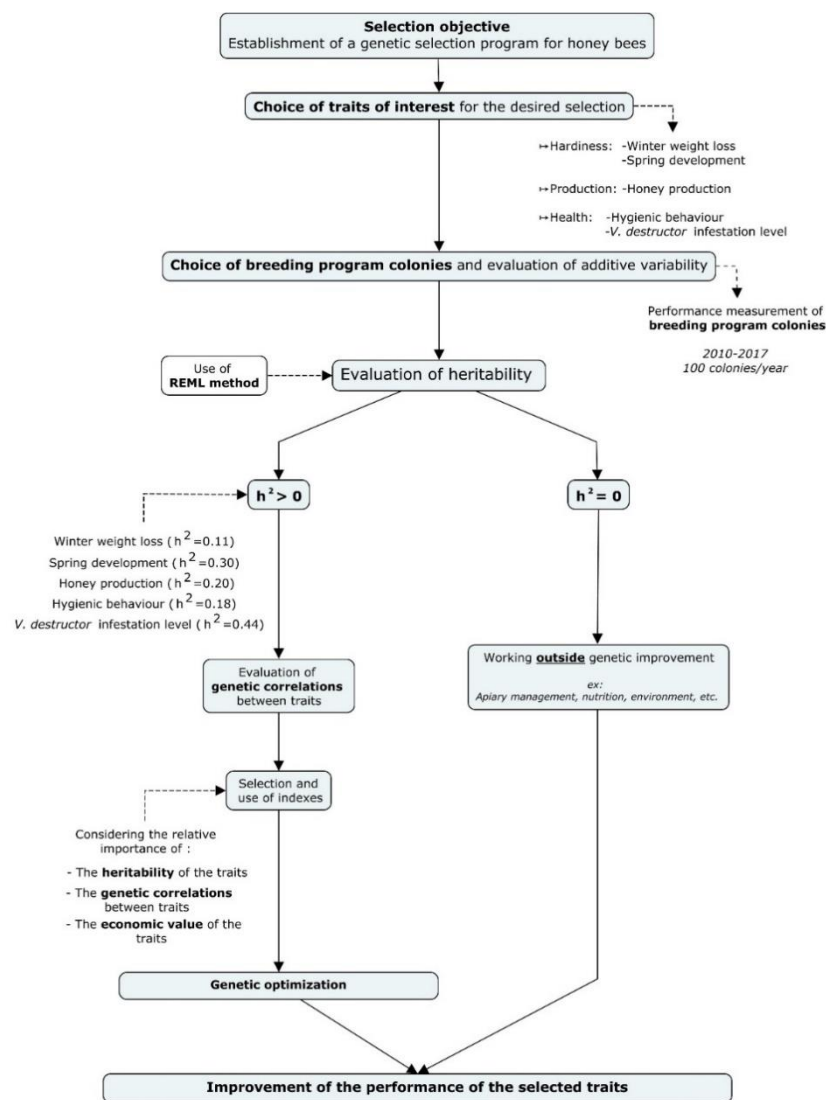 Selection objective
Establishment of a genetic selection program for honey bees
Choice of traits of interest for the desired selection
↦Hardiness: -Winter weight loss
-Spring development
↦Production: -Honey production
↦Health: -Hygienic behaviour
-V. destructor infestation level
Choice of breeding program colonies and evaluation of additive variability
Performance measurement of
breeding program colonies
2010-2017
100 colonies/year
Use of
REML method
Evaluation of heritability
h² > 0
h² = 0
Winter weight loss (h²=0.11)
Spring development (h²=0.30)
Honey production (h²=0.20)
Hygienic behaviour (h²=0.18)
V. destructor infestation level (h²=0.44)
Evaluation of
genetic correlations
between traits
Working outside genetic improvement
ex:
Apiary management, nutrition, environment, etc.
Selection and
use of indexes
Considering the relative
importance of :
- The heritability of the traits
- The genetic correlations
between traits
- The economic value of the
traits
Genetic optimization
Improvement of the performance of the selected traits